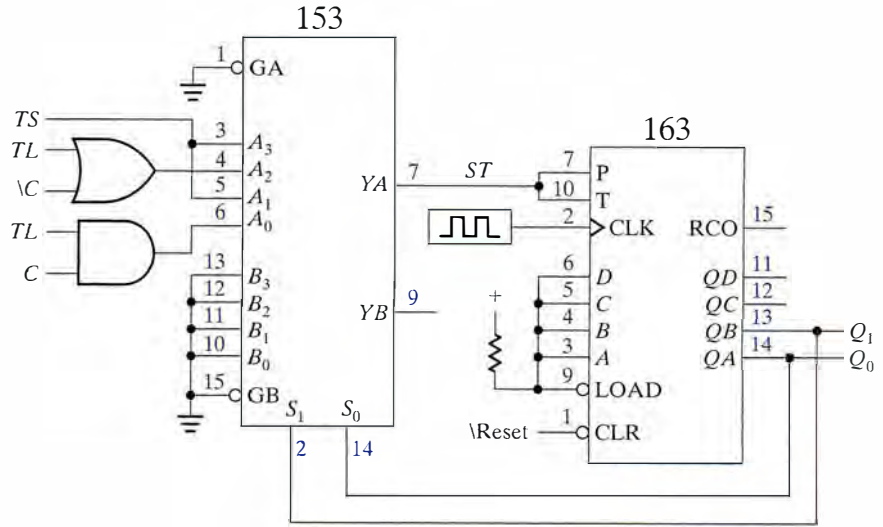 153
1 GA
TS
TL
\C
TL
C
3 A3
4 A2
5 A1
6 A0
13 B3
12 B2
11 B1
10 B0
15 GB
S1 S0
2 14
YA 7 ST
YB 9
+
163
7 P
10 T
2 CLK
6 D
5 C
4 B
3 A
9 LOAD
\Reset 1 CLR
RCO 15
QD 11
QC 12
QB 13 Q1
QA 14 Q0